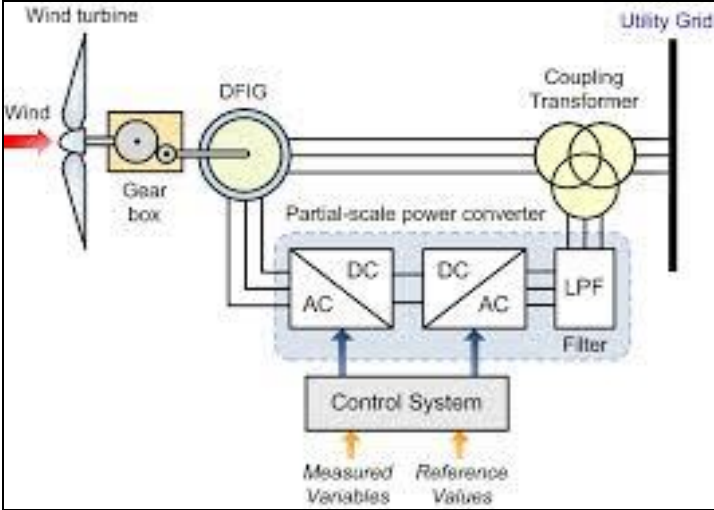 Wind turbine
Utility Grid
DFIG
Coupling
Transformer
Wind
Gear
box
Partial-scale power converter
DC
AC
DC
AC
LPF
Filter
Control System
Measured
Variables
Reference
Values